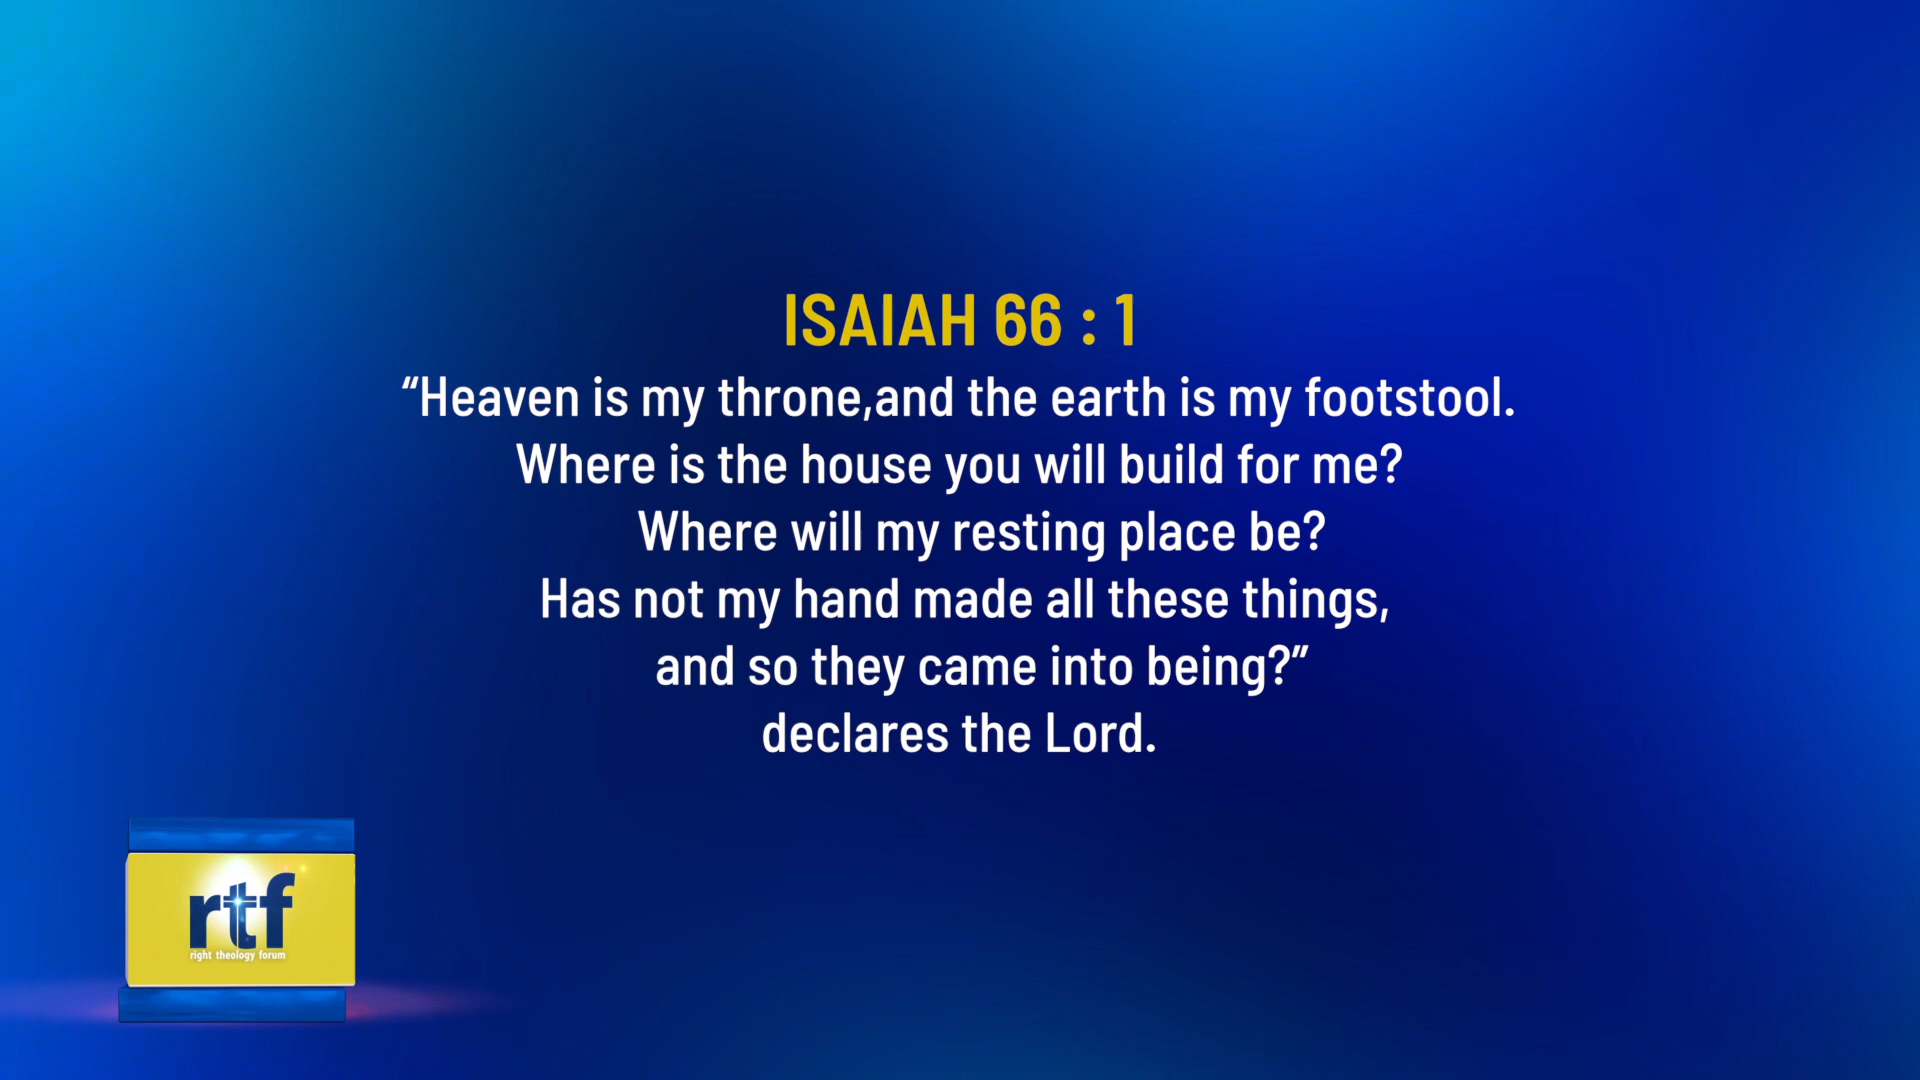 ISAIAH 66 : 1
“Heaven is my throne,and the earth is my footstool.
Where is the house you will build for me?
Where will my resting place be?
Has not my hand made all these things,
and so they came into being?”
declares the Lord.
rtf
right theology forum